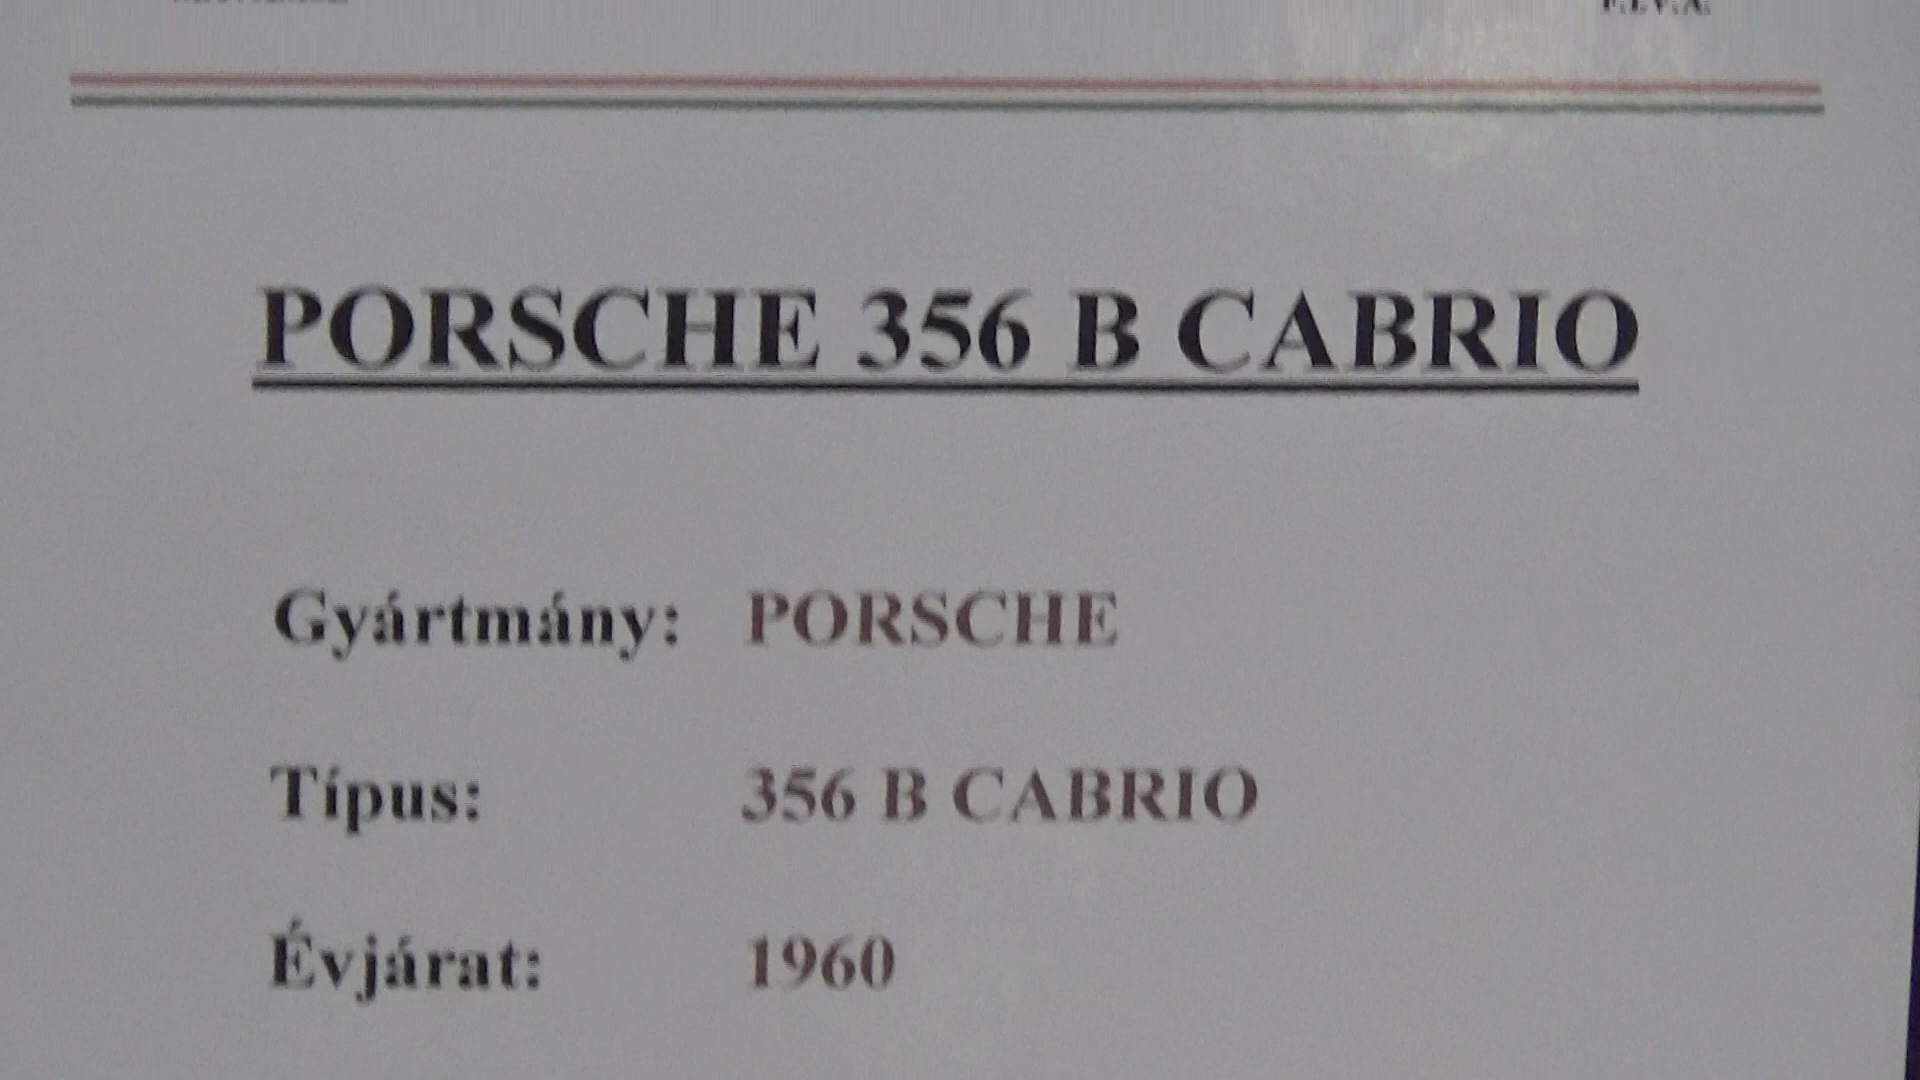 F.I.V.A.
PORSCHE 356 B CABRIO
Gyártmány: PORSCHE
Típus: 356 B CABRIO
Évjárat: 1960